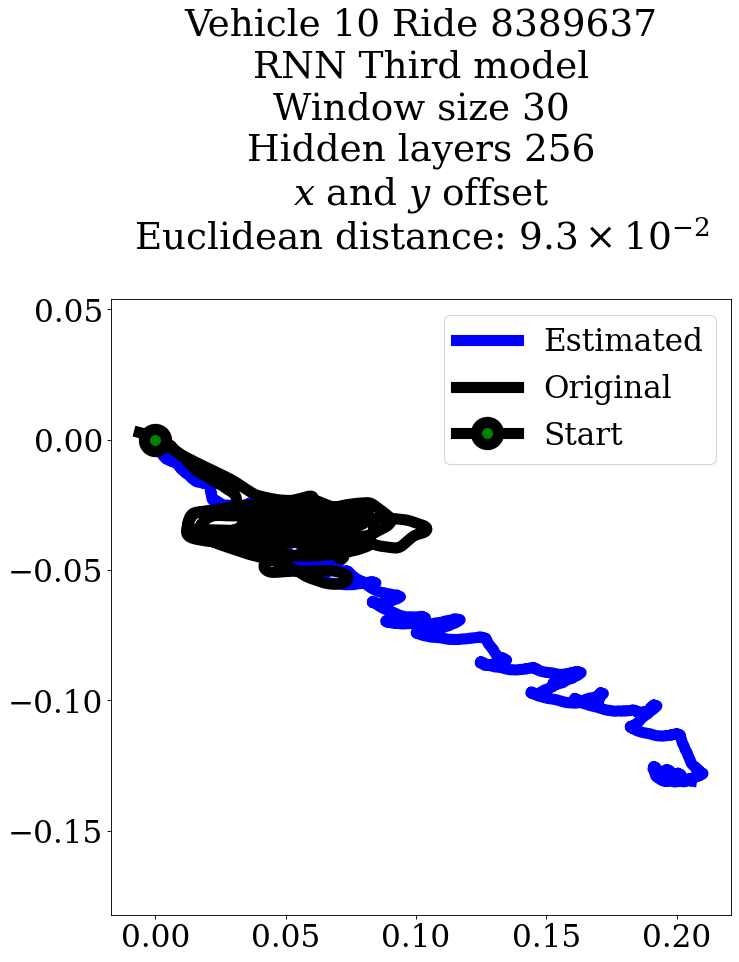 Vehicle 10 Ride 8389637
RNN Third model
Window size 30
Hidden layers 256
x and y offset
Euclidean distance: 9.3 × 10⁻²
0.05
Estimated
Original
Start
0.00
−0.05
−0.10
−0.15
0.00 0.05 0.10 0.15 0.20